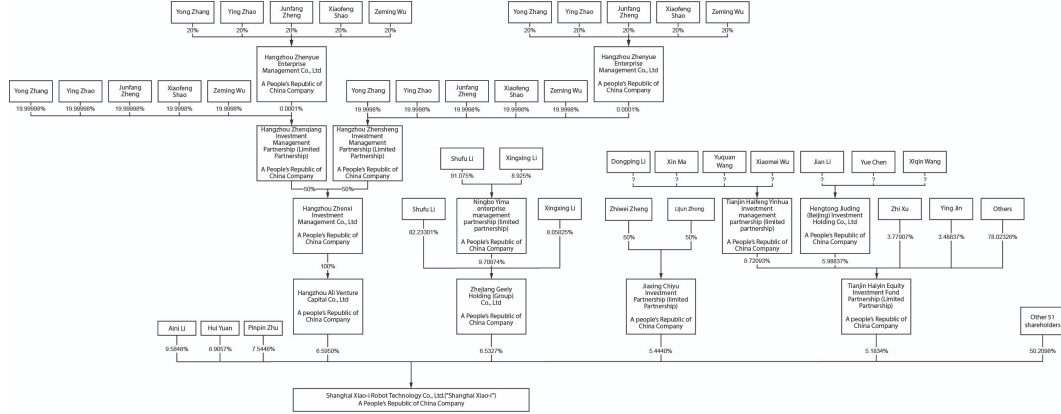 Yong Zhang
Ying Zhao
Junfang
Zheng
Xiaofeng
Shao
Zeming Wu
Yong Zhang
Ying Zhao
Junfang
Zheng
Xiaofeng
Shao
Zeming Wu
20%
20%
20%
20%
20%
20%
20%
20%
20%
20%
Hangzhou Zhenyue
Enterprise
Management Co., Ltd
A People's Republic of
China Company
Hangzhou Zhenyue
Enterprise
Management Co., Ltd
A people's Republic of
China Company
Yong Zhang
Ying Zhao
Junfang
Zheng
Xiaofeng
Shao
Zeming Wu
Yong Zhang
Ying Zhao
Junfang
Zheng
Xiaofeng
Shao
Zeming Wu
19.99998%
19.99998%
19.99998%
19.9998%
19.9998%
0.0001%
19.9998%
19.9998%
19.9998%
19.9998%
19.9998%
0.0001%
Hangzhou Zhenqiang
Investment
Management
Partnership (Limited
Partnership)
A People's Republic of
China Company
Hangzhou Zhensheng
Investment
Management
Partnership (Limited
Partnership)
A People's Republic of
China Company
Shufu Li
Xingxing Li
Dongping Li
Xin Ma
Yuquan
Wang
Xiaomei Wu
Jian Li
Yue Chen
Xiqin Wang
91.075%
8.925%
?
?
?
?
?
?
?
50%
50%
Hangzhou Zhenxi
Investment
Management Co., Ltd
A People's Republic of
China Company
Shufu Li
Ningbo Yima
enterprise
management
partnership (limited
partnership)
A People's Republic of
China Company
Xingxing Li
Zhiwei Zheng
Lijun Zhong
Tianjin Haifeng Yinhua
investment
management
partnership (limited
partnership)
A People's Republic of
China Company
Hengtong Jiuding
(Beijing) Investment
Holding Co., Ltd
A People's Republic of
China Company
Zhi Xu
Ying Jin
Others
82.23301%
8.05825%
50%
50%
3.77907%
3.48837%
78.02326%
100%
9.70874%
8.72093%
5.98837%
Hangzhou Ali Venture
Capital Co., Ltd
A People's Republic of
China Company
Zhejiang Geely
Holding (Group)
Co., Ltd
A People's Republic of
China Company
Jiaxing Chiyu
Investment
Partnership (limited
Partnership)
A people's Republic of
China Company
Tianjin Haiyin Equity
Investment Fund
Partnership (Limited
Partnership)
A people's Republic of
China Company
Aini Li
Hui Yuan
Pinpin Zhu
Other 51
shareholders
9.5848%
8.9057%
7.5446%
6.5950%
6.5327%
5.4440%
5.1834%
50.2098%
Shanghai Xiao-i Robot Technology Co., Ltd.("Shanghai Xiao-i")
A People's Republic of China Company